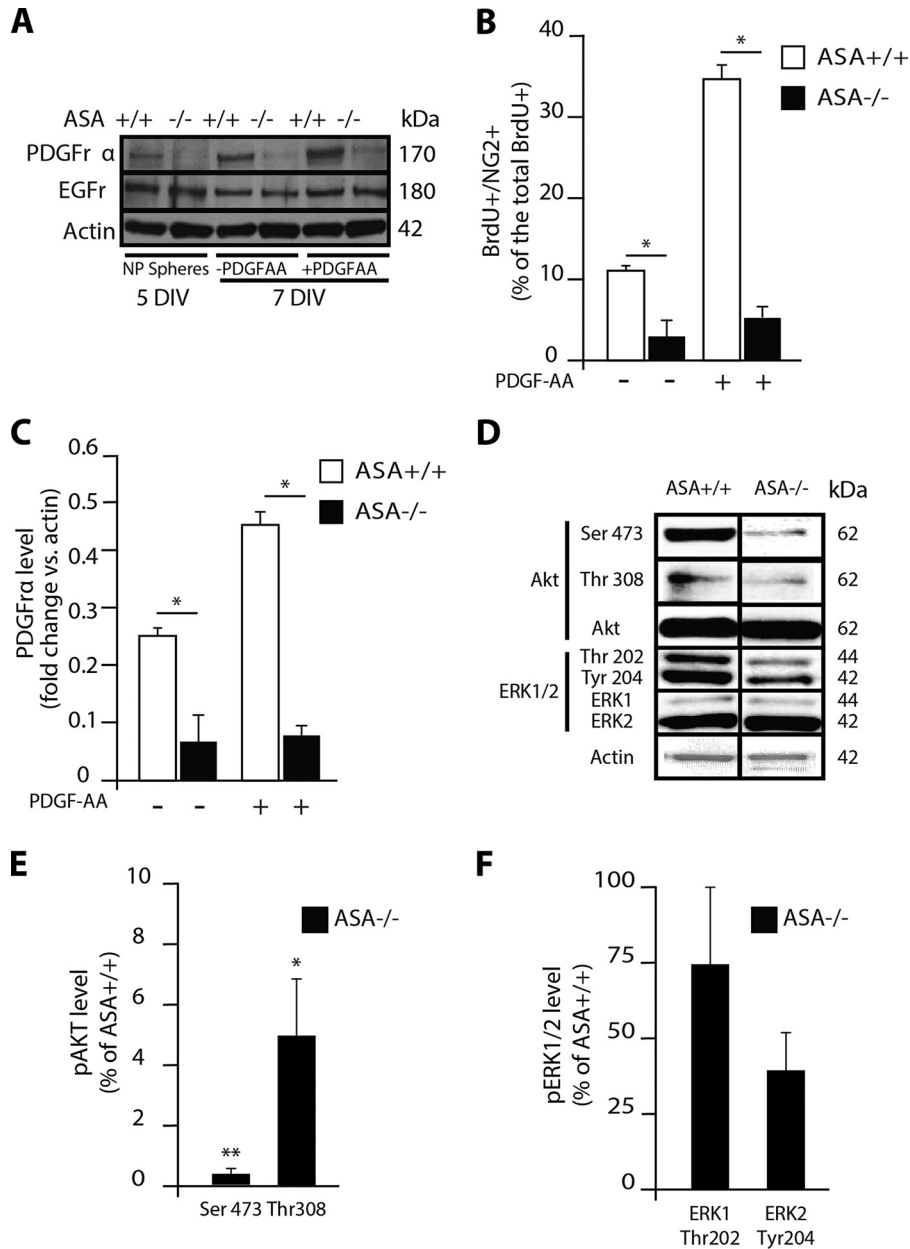 A
ASA +/+ -/- +/+ -/- +/+ -/- kDa
PDGFr α 170
EGFr 180
Actin 42
NP Spheres -PDGFAA +PDGFAA
5 DIV 7 DIV
B
BrdU+/NG2+
(% of the total BrdU+)
40
30
20
10
0
ASA+/+
ASA-/-
* *
PDGF-AA - - + +
C
PDGFrα level
(fold change vs. actin)
0.6
0.5
0.4
0.3
0.2
0.1
0
ASA+/+
ASA-/-
* *
PDGF-AA - - + +
D
ASA+/+ ASA-/- kDa
Akt
Ser 473 62
Thr 308 62
Akt 62
ERK1/2
Thr 202 44
Tyr 204 42
ERK1 44
ERK2 42
Actin 42
E
pAKT level
(% of ASA+/+)
10
8
6
4
2
0
ASA-/-
** *
Ser 473 Thr308
F
pERK1/2 level
(% of ASA+/+)
100
75
50
25
0
ASA-/-
ERK1 ERK2
Thr202 Tyr204